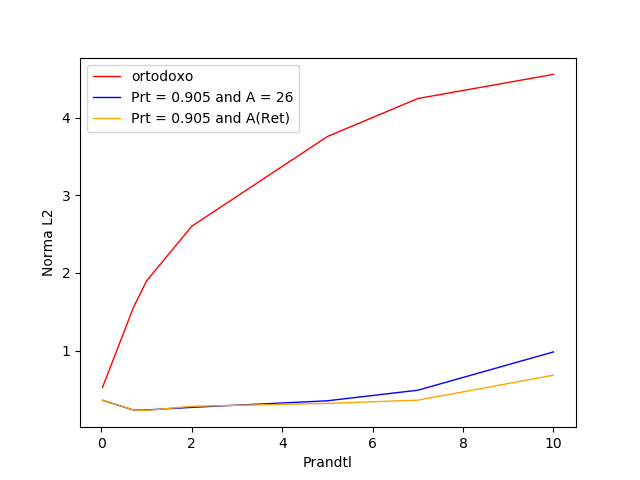 ortodoxo
Prt = 0.905 and A = 26
Prt = 0.905 and A(Ret)
4
3
2
1
Norma L2
0 2 4 6 8 10
Prandtl